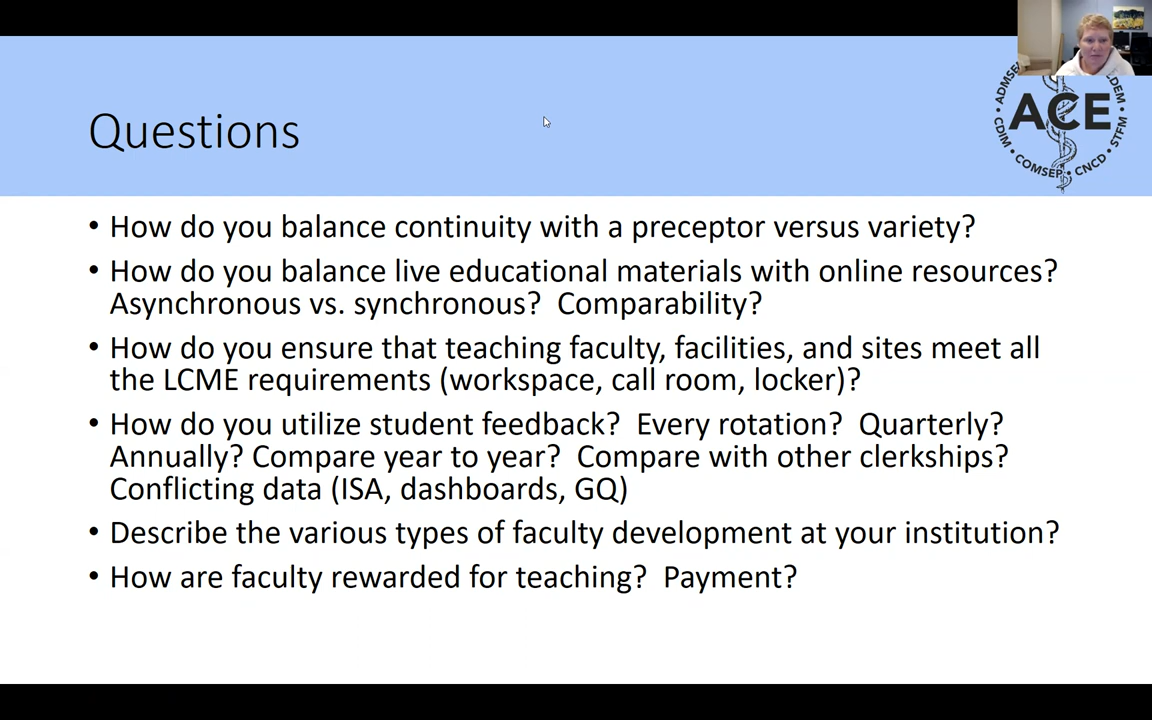 Questions
ADMSE
ACE
DEM
CDIM • COMSEP • CNCD • STFM
• How do you balance continuity with a preceptor versus variety?
• How do you balance live educational materials with online resources?
Asynchronous vs. synchronous?  Comparability?
• How do you ensure that teaching faculty, facilities, and sites meet all
the LCME requirements (workspace, call room, locker)?
• How do you utilize student feedback?  Every rotation?  Quarterly?
Annually? Compare year to year?  Compare with other clerkships?
Conflicting data (ISA, dashboards, GQ)
• Describe the various types of faculty development at your institution?
• How are faculty rewarded for teaching?  Payment?